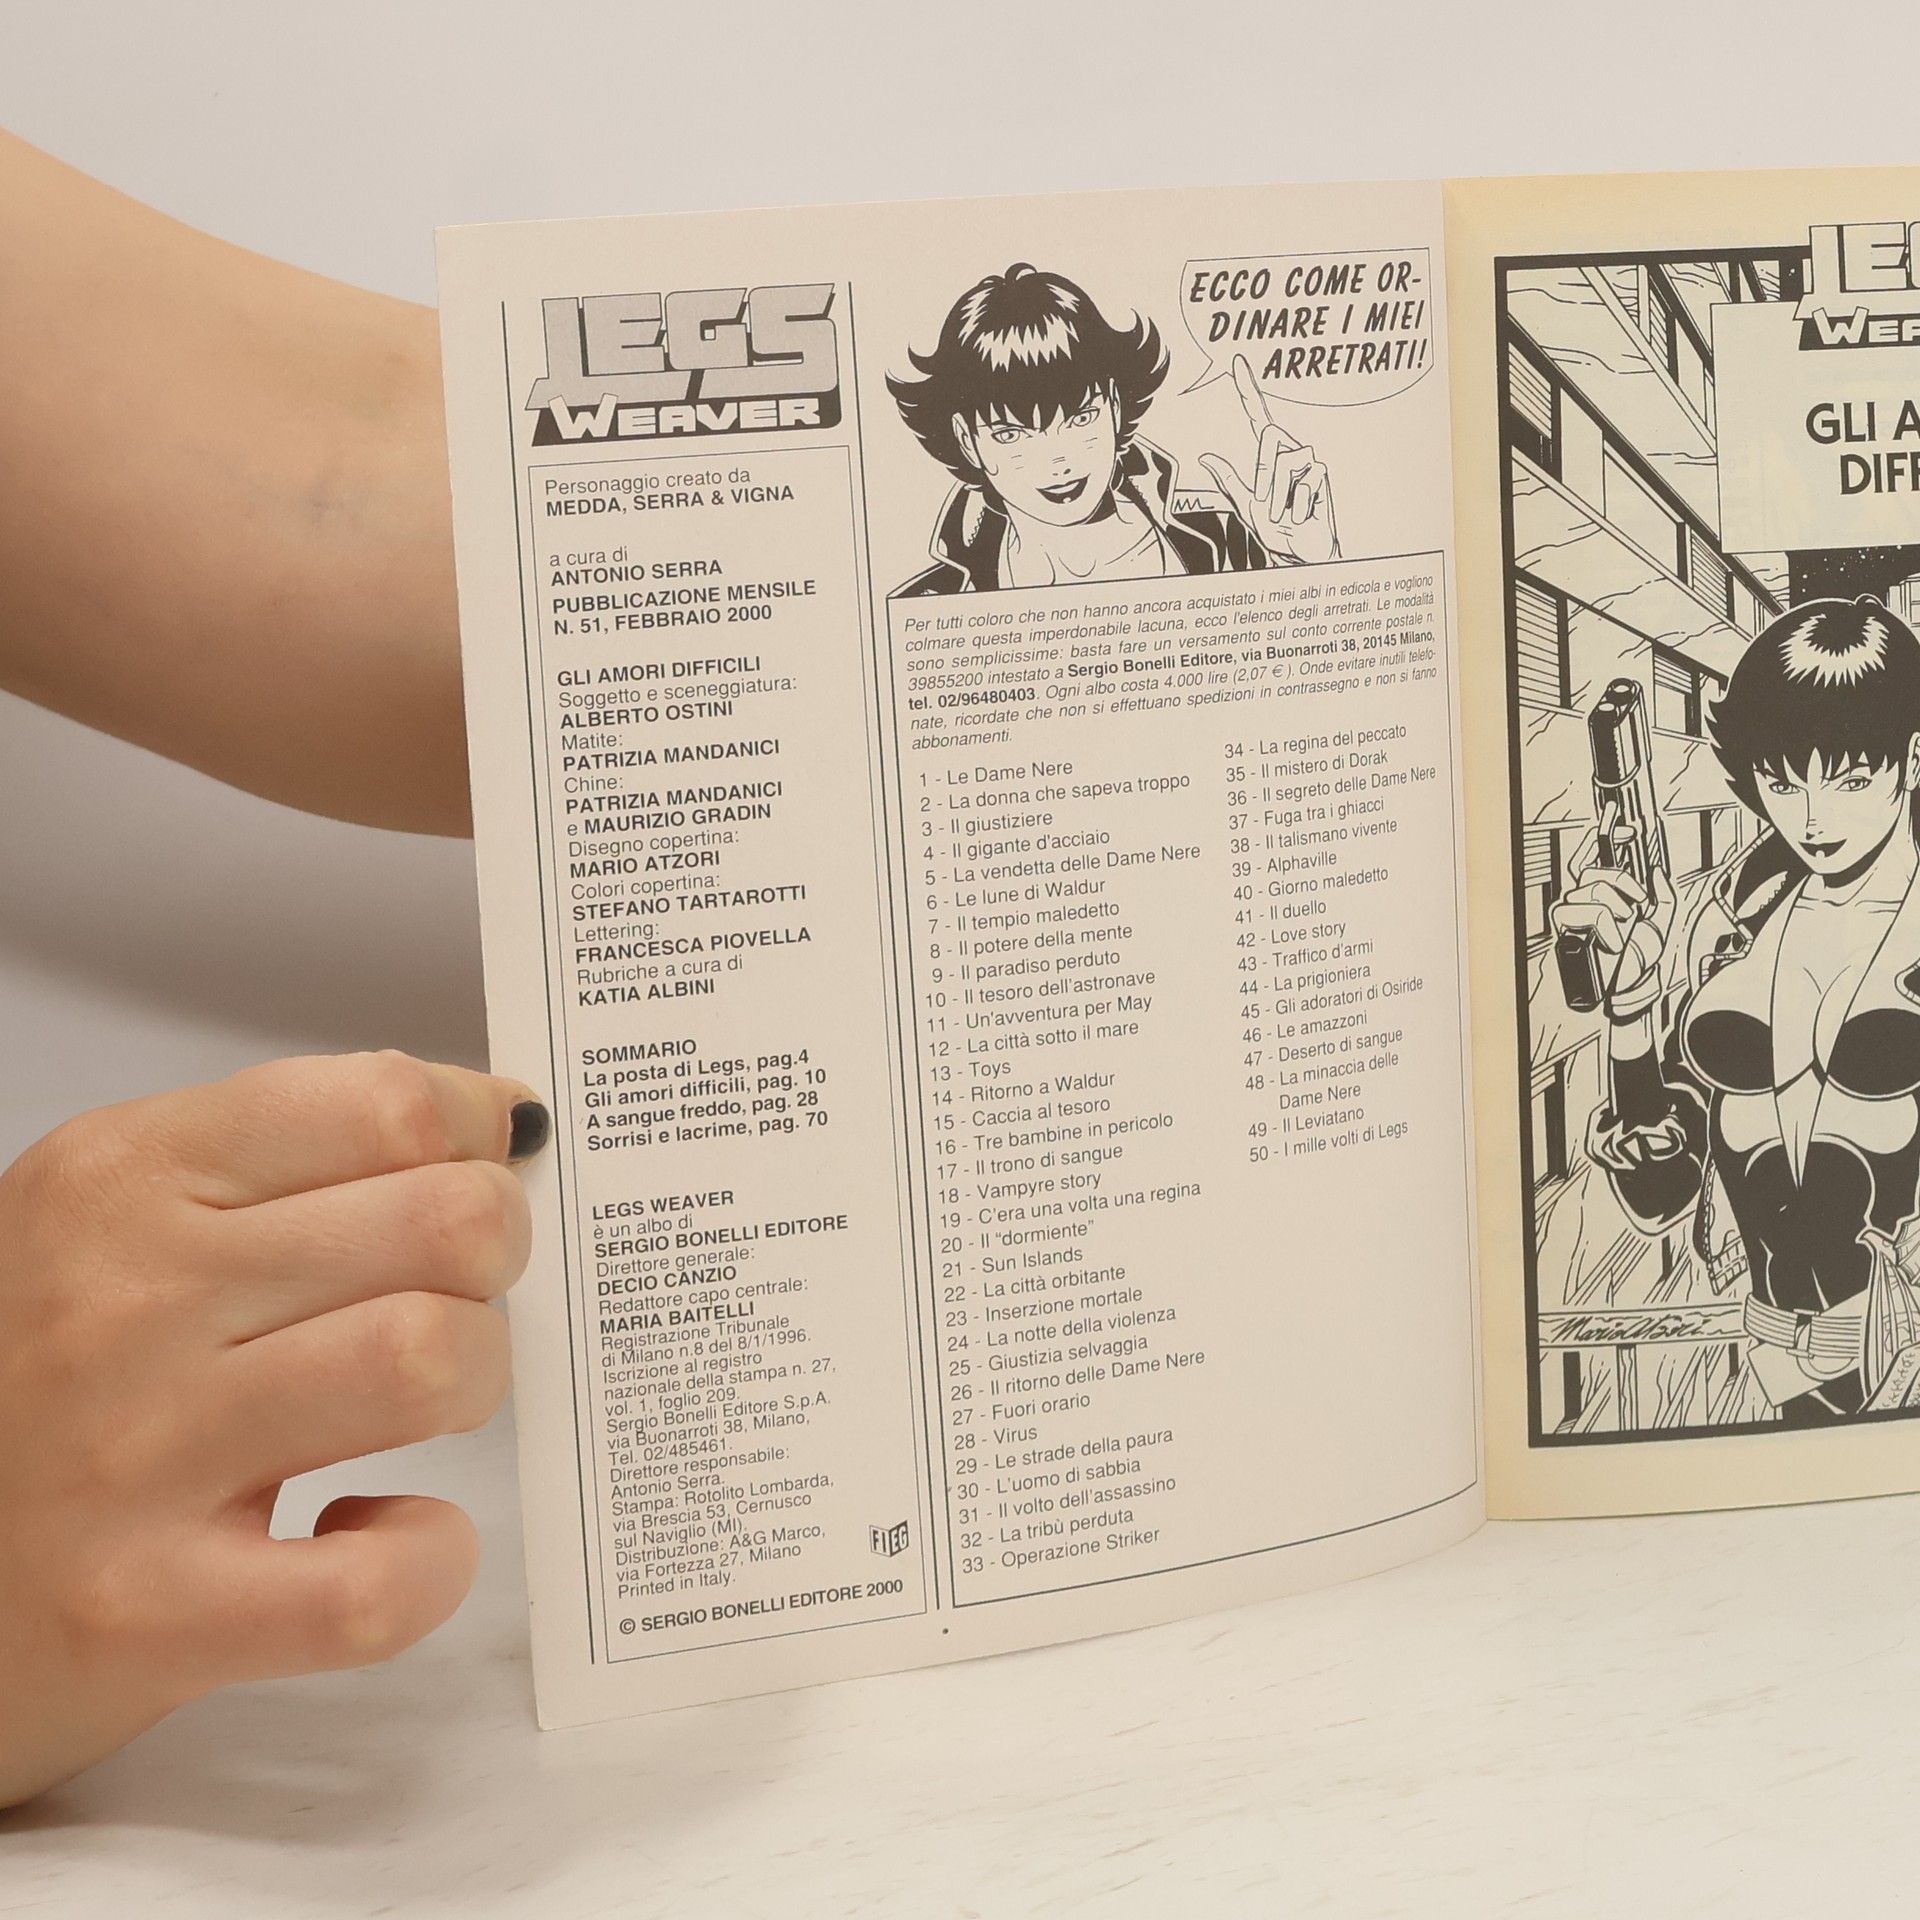 LEGS
WEAVER
Personaggio creato da
MEDDA, SERRA & VIGNA
a cura di
ANTONIO SERRA
PUBBLICAZIONE MENSILE
N. 51, FEBBRAIO 2000
GLI AMORI DIFFICILI
Soggetto e sceneggiatura:
ALBERTO OSTINI
Matite:
PATRIZIA MANDANICI
Chine:
PATRIZIA MANDANICI
e MAURIZIO GRADIN
Disegno copertina:
MARIO ATZORI
Colori copertina:
STEFANO TARTAROTTI
Lettering:
FRANCESCA PIOVELLA
Rubriche a cura di
KATIA ALBINI
SOMMARIO
La posta di Legs, pag.4
Gli amori difficili, pag. 10
A sangue freddo, pag. 28
Sorrisi e lacrime, pag. 70
LEGS WEAVER
è un albo di
SERGIO BONELLI EDITORE
Direttore generale:
DECIO CANZIO
Redattore capo centrale:
MARIA BAITELLI
Registrazione Tribunale
di Milano n.8 del 8/1/1996.
Iscrizione al registro
nazionale della stampa n. 27,
vol. 1, foglio 209.
Sergio Bonelli Editore S.p.A.
via Buonarroti 38, Milano,
Tel. 02/485461.
Direttore responsabile:
Antonio Serra.
Stampa: Rotolito Lombarda,
via Brescia 53, Cernusco
sul Naviglio (MI).
Distribuzione: A&G Marco,
via Fortezza 27, Milano
Printed in Italy.
FIEG
© SERGIO BONELLI EDITORE 2000
ECCO COME OR-
DINARE I MIEI
ARRETRATI!
Per tutti coloro che non hanno ancora acquistato i miei albi in edicola e vogliono
colmare questa imperdonabile lacuna, ecco l'elenco degli arretrati. Le modalità
sono semplicissime: basta fare un versamento sul conto corrente postale n.
39855200 intestato a Sergio Bonelli Editore, via Buonarroti 38, 20145 Milano,
tel. 02/96480403. Ogni albo costa 4.000 lire (2,07 €). Onde evitare inutili telefo-
nate, ricordate che non si effettuano spedizioni in contrassegno e non si fanno
abbonamenti.
1 - Le Dame Nere
2 - La donna che sapeva troppo
3 - Il giustiziere
4 - Il gigante d'acciaio
5 - La vendetta delle Dame Nere
6 - Le lune di Waldur
7 - Il tempio maledetto
8 - Il potere della mente
9 - Il paradiso perduto
10 - Il tesoro dell'astronave
11 - Un'avventura per May
12 - La città sotto il mare
13 - Toys
14 - Ritorno a Waldur
15 - Caccia al tesoro
16 - Tre bambine in pericolo
17 - Il trono di sangue
18 - Vampyre story
19 - C'era una volta una regina
20 - Il "dormiente"
21 - Sun Islands
22 - La città orbitante
23 - Inserzione mortale
24 - La notte della violenza
25 - Giustizia selvaggia
26 - Il ritorno delle Dame Nere
27 - Fuori orario
28 - Virus
29 - Le strade della paura
30 - L'uomo di sabbia
31 - Il volto dell'assassino
32 - La tribù perduta
33 - Operazione Striker
34 - La regina del peccato
35 - Il mistero di Dorak
36 - Il segreto delle Dame Nere
37 - Fuga tra i ghiacci
38 - Il talismano vivente
39 - Alphaville
40 - Giorno maledetto
41 - Il duello
42 - Love story
43 - Traffico d'armi
44 - La prigioniera
45 - Gli adoratori di Osiride
46 - Le amazzoni
47 - Deserto di sangue
48 - La minaccia delle
Dame Nere
49 - Il Leviatano
50 - I mille volti di Legs
LE
WEA
GLI A
DIFF
Mario Atzori